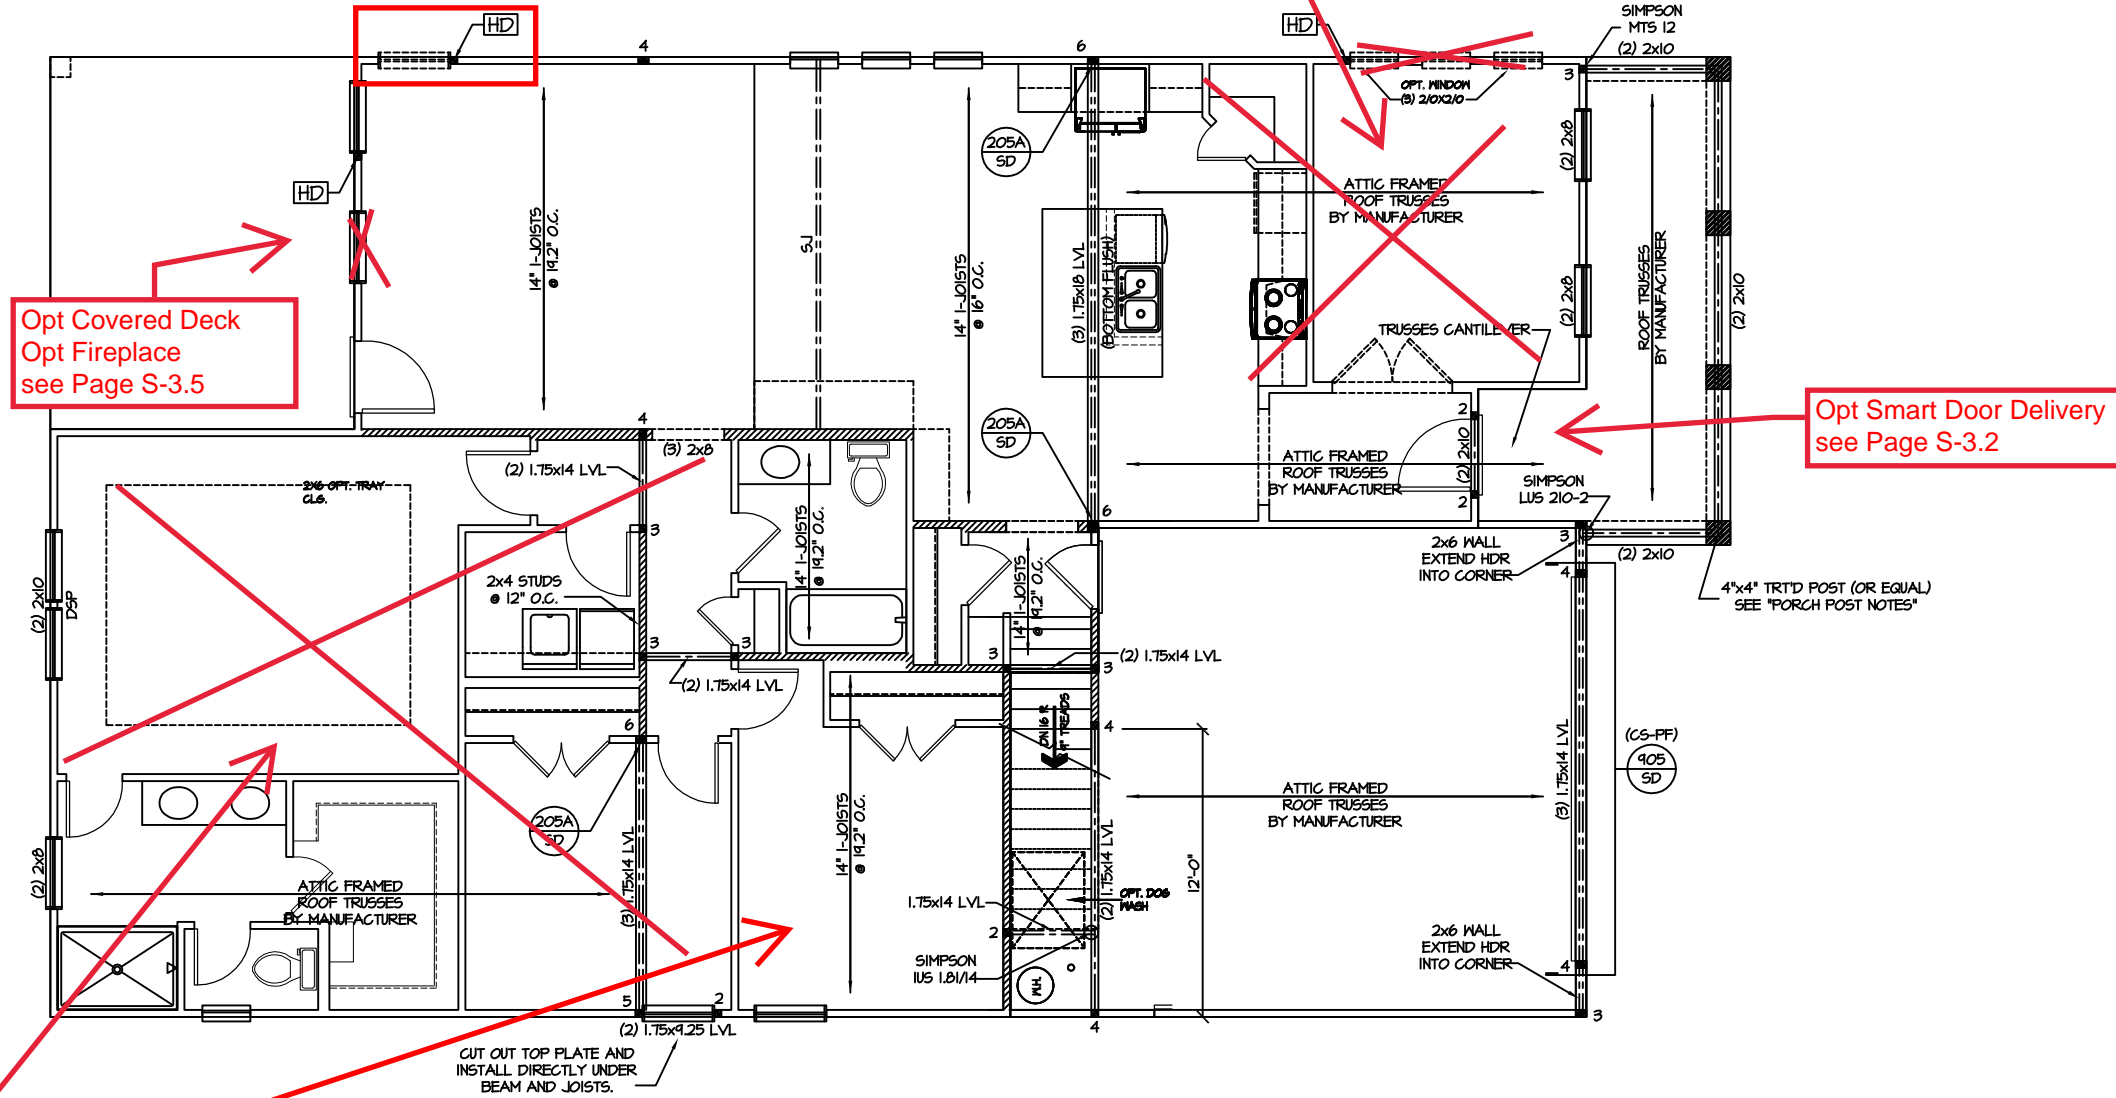 HD
4
6
HD
SIMPSON
MTS 12
(2) 2x10
3
OPT. WINDOW
(3) 2/0X2/0
205A
SD
(2) 2x8
HD
ATTIC FRAMED
ROOF TRUSSES
BY MANUFACTURER
14" I-JOISTS
@ 19.2" O.C.
SJ
14" I-JOISTS
@ 16" O.C.
(3) 1.75x18 LVL
(BOTTOM FLUSH)
ROOF TRUSSES
BY MANUFACTURER
(2) 2x10
(2) 2x8
Opt Covered Deck
Opt Fireplace
see Page S-3.5
TRUSSES CANTILEVER
Opt Smart Door Delivery
see Page S-3.2
4
205A
SD
2
(2) 2x10
2
(3) 2x8
(2) 1.75x14 LVL
ATTIC FRAMED
ROOF TRUSSES
BY MANUFACTURER
SIMPSON
LUS 210-2
2X6 OPT. TRAY
CLG.
14" I-JOISTS
@ 19.2" O.C.
6
3
3
2x6 WALL
EXTEND HDR
INTO CORNER
(2) 2x10
4
4"x4" TRT'D POST (OR EQUAL)
SEE "PORCH POST NOTES"
(2) 2x10
DSP
2x4 STUDS
@ 12" O.C.
14" I-JOISTS
@ 19.2" O.C.
3
3
3
3
(2) 1.75x14 LVL
(2) 1.75x14 LVL
DN 16 R
9" TREADS
6
4
(CS-PF)
905
SD
(3) 1.75x14 LVL
205A
SD
ATTIC FRAMED
ROOF TRUSSES
BY MANUFACTURER
14" I-JOISTS
@ 19.2" O.C.
(3) 1.75x14 LVL
(2) 1.75x14 LVL
12'-0"
(2) 2x8
ATTIC FRAMED
ROOF TRUSSES
BY MANUFACTURER
1.75x14 LVL
OPT. DOG
WASH
2
2x6 WALL
EXTEND HDR
INTO CORNER
4
SIMPSON
IUS 1.81/14
W.H.
5
2
4
3
(2) 1.75x9.25 LVL
CUT OUT TOP PLATE AND
INSTALL DIRECTLY UNDER
BEAM AND JOISTS.